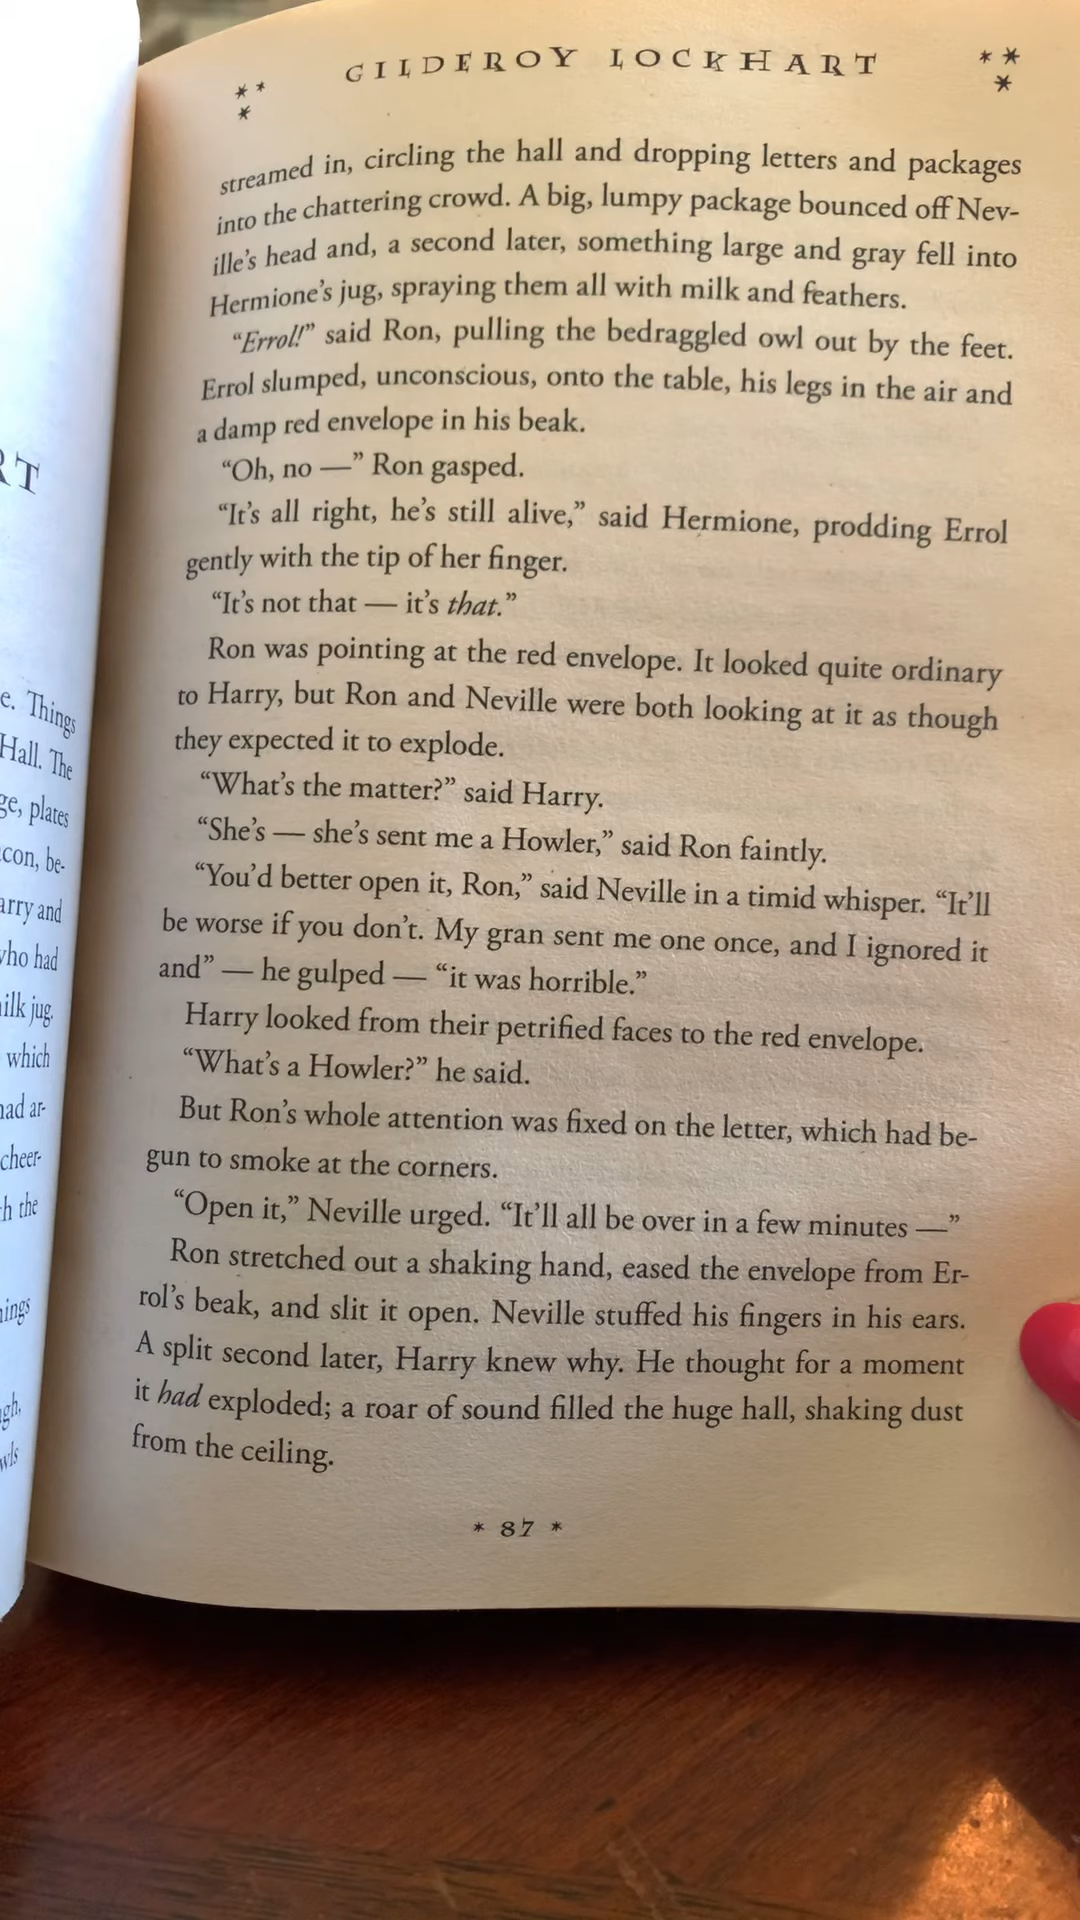 Things
Hall. The
plates
be-
and
had
jug.
which
ar-
cheer-
the
GILDEROY LOCKHART
streamed in, circling the hall and dropping letters and packages
into the chattering crowd. A big, lumpy package bounced off Nev-
ille's head and, a second later, something large and gray fell into
Hermione's jug, spraying them all with milk and feathers.
“Errol!” said Ron, pulling the bedraggled owl out by the feet.
Errol slumped, unconscious, onto the table, his legs in the air and
a damp red envelope in his beak.
“Oh, no —” Ron gasped.
“It's all right, he's still alive,” said Hermione, prodding Errol
gently with the tip of her finger.
“It's not that — it's that.”
Ron was pointing at the red envelope. It looked quite ordinary
to Harry, but Ron and Neville were both looking at it as though
they expected it to explode.
“What's the matter?” said Harry.
“She's — she's sent me a Howler,” said Ron faintly.
“You'd better open it, Ron,” said Neville in a timid whisper. “It'll
be worse if you don't. My gran sent me one once, and I ignored it
and” — he gulped — “it was horrible.”
Harry looked from their petrified faces to the red envelope.
“What's a Howler?” he said.
But Ron's whole attention was fixed on the letter, which had be-
gun to smoke at the corners.
“Open it,” Neville urged. “It'll all be over in a few minutes —”
Ron stretched out a shaking hand, eased the envelope from Er-
rol's beak, and slit it open. Neville stuffed his fingers in his ears.
A split second later, Harry knew why. He thought for a moment
it had exploded; a roar of sound filled the huge hall, shaking dust
from the ceiling.
* 87 *